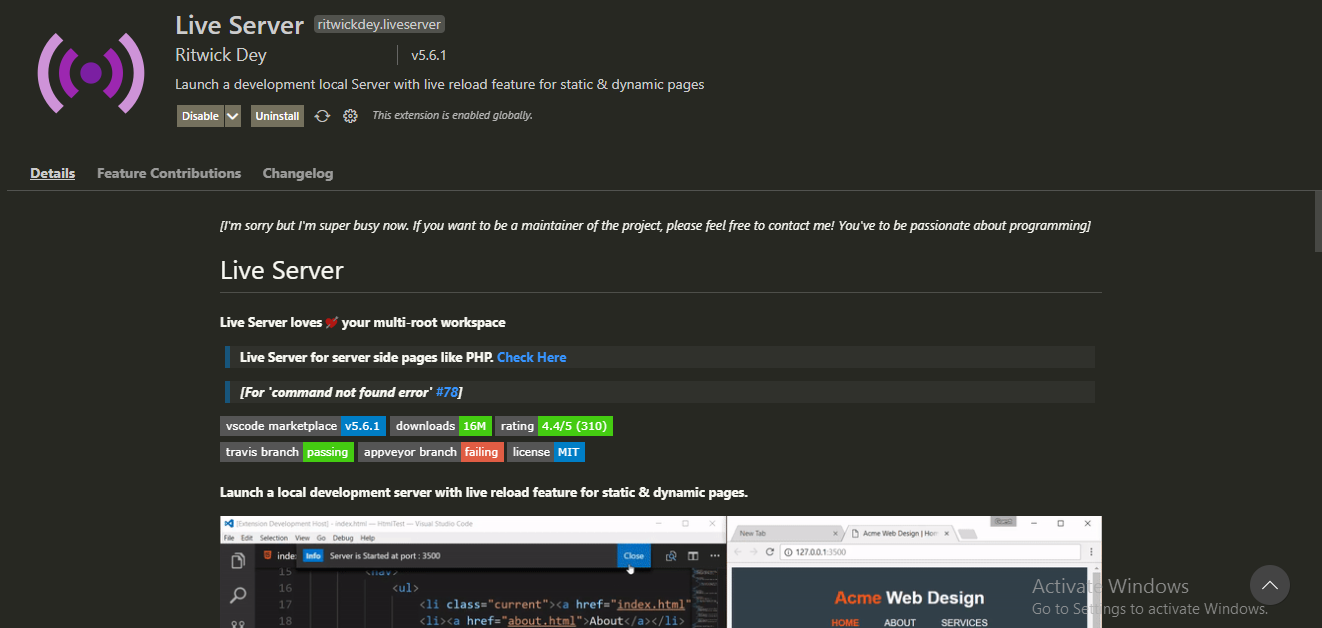 Live Server ritwickdey.liveserver
Ritwick Dey v5.6.1
Launch a development local Server with live reload feature for static & dynamic pages
Disable Uninstall This extension is enabled globally.
Details Feature Contributions Changelog
[I'm sorry but I'm super busy now. If you want to be a maintainer of the project, please feel free to contact me! You've to be passionate about programming]
Live Server
Live Server loves your multi-root workspace
Live Server for server side pages like PHP. Check Here
[For 'command not found error' #78]
vscode marketplace v5.6.1 downloads 16M rating 4.4/5 (310)
travis branch passing appveyor branch failing license MIT
Launch a local development server with live reload feature for static & dynamic pages.
[Extension Development Host] - index.html — HtmlTest — Visual Studio Code
File Edit Selection View Go Debug Help
index Info Server is Started at port : 3500 Close
15 <nav>
16 <ul>
17 <li class="current"><a href="index.html"
18 <li><a href="about.html">About</a></li>
New Tab Acme Web Design | Hom
127.0.0.1:3500
Acme Web Design
HOME ABOUT SERVICES
Activate Windows
Go to Settings to activate Windows.